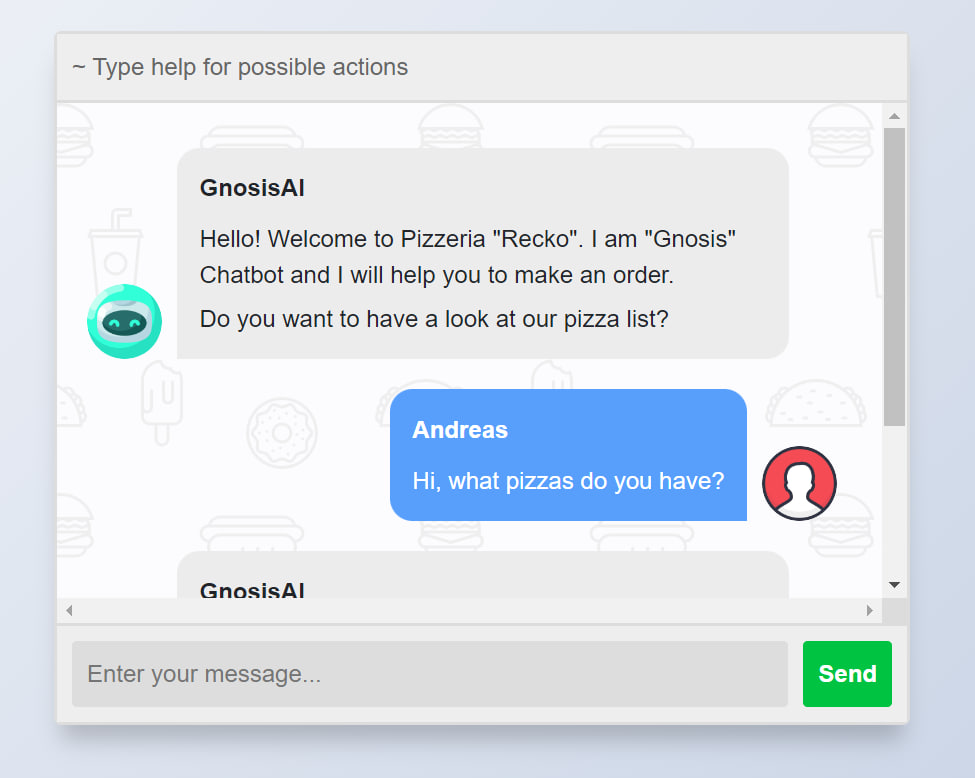 ~ Type help for possible actions
GnosisAI
Hello! Welcome to Pizzeria "Recko". I am "Gnosis"
Chatbot and I will help you to make an order.
Do you want to have a look at our pizza list?
Andreas
Hi, what pizzas do you have?
GnosisAI
Enter your message...
Send